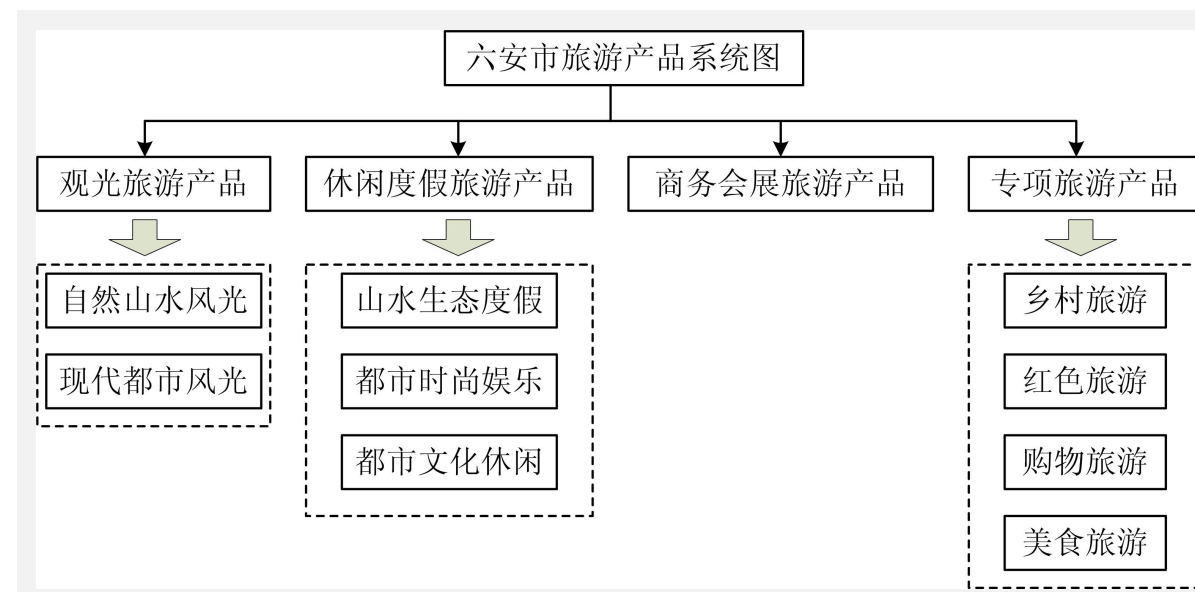 六安市旅游产品系统图
观光旅游产品
休闲度假旅游产品
商务会展旅游产品
专项旅游产品
自然山水风光
现代都市风光
山水生态度假
都市时尚娱乐
都市文化休闲
乡村旅游
红色旅游
购物旅游
美食旅游